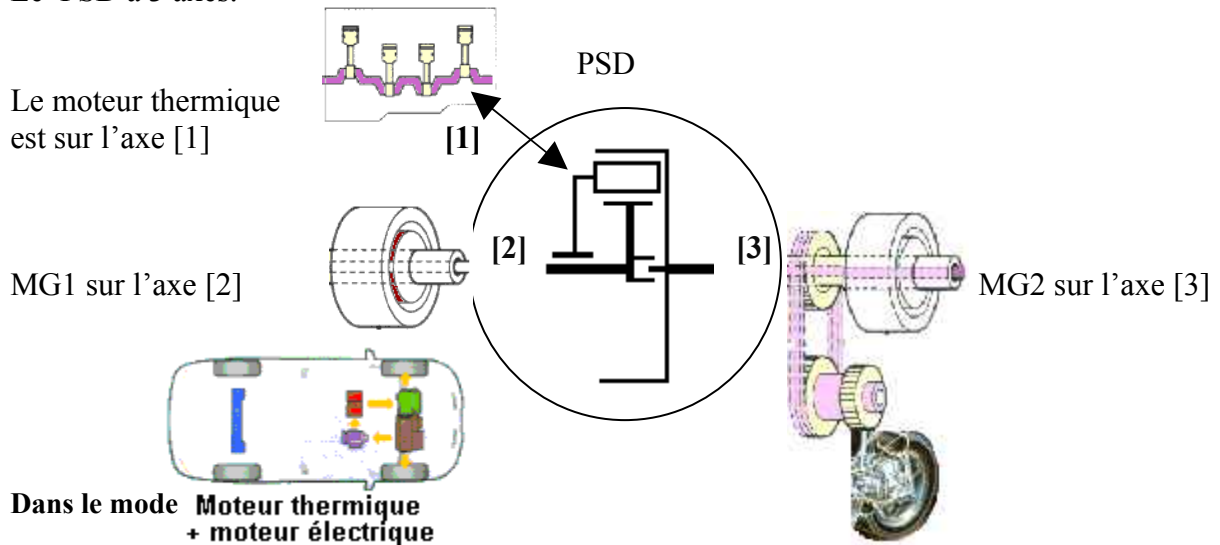 Le PSD a 3 axes.
PSD
Le moteur thermique
est sur l'axe [1]
[1]
[2]
[3]
MG1 sur l'axe [2]
MG2 sur l'axe [3]
Dans le mode Moteur thermique
+ moteur électrique